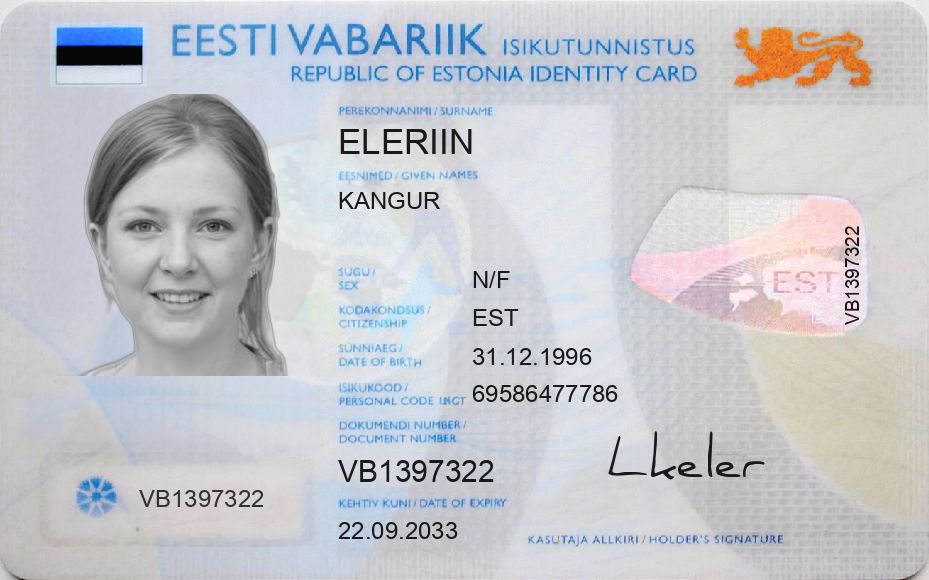 EESTI VABARIIK ISIKUTUNNISTUS
REPUBLIC OF ESTONIA IDENTITY CARD
PEREKONNANIMI / SURNAME
ELERIIN
EESNIMED / GIVEN NAMES
KANGUR
SUGU /
SEX
N/F
KODAKONDSUS /
CITIZENSHIP
EST
SÜNNIAEG /
DATE OF BIRTH
31.12.1996
ISIKUKOOD /
PERSONAL CODE
69586477786
DOKUMENDI NUMBER /
DOCUMENT NUMBER
VB1397322
KEHTIV KUNI / DATE OF EXPIRY
22.09.2033
VB1397322
EST
VB1397322
Lkeler
KASUTAJA ALLKIRI / HOLDER'S SIGNATURE